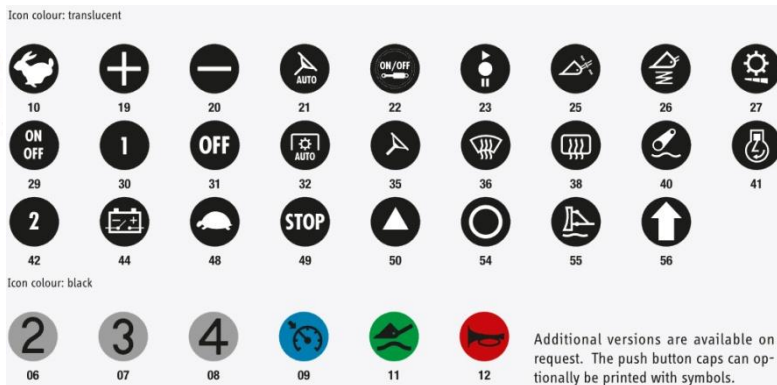 Icon colour: translucent
AUTO
ON/OFF
10 19 20 21 22 23 25 26 27
ON
OFF
1
OFF
AUTO
29 30 31 32 35 36 38 40 41
2
STOP
42 44 48 49 50 54 55 56
Icon colour: black
2 3 4
06 07 08 09 11 12
Additional versions are available on
request. The push button caps can op-
tionally be printed with symbols.